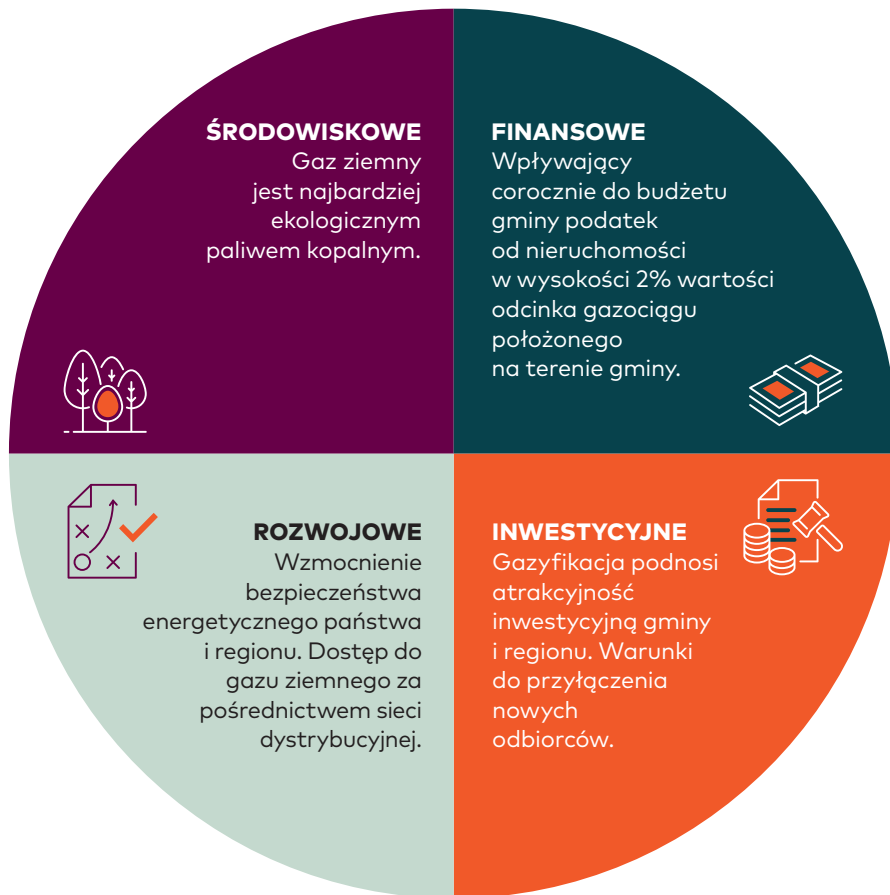 ŚRODOWISKOWE
Gaz ziemny
jest najbardziej
ekologicznym
paliwem kopalnym.
FINANSOWE
Wpływający
corocznie do budżetu
gminy podatek
od nieruchomości
w wysokości 2% wartości
odcinka gazociągu
położonego
na terenie gminy.
ROZWOJOWE
Wzmocnienie
bezpieczeństwa
energetycznego państwa
i regionu. Dostęp do
gazu ziemnego za
pośrednictwem sieci
dystrybucyjnej.
INWESTYCYJNE
Gazyfikacja podnosi
atrakcyjność
inwestycyjną gminy
i regionu. Warunki
do przyłączenia
nowych
odbiorców.